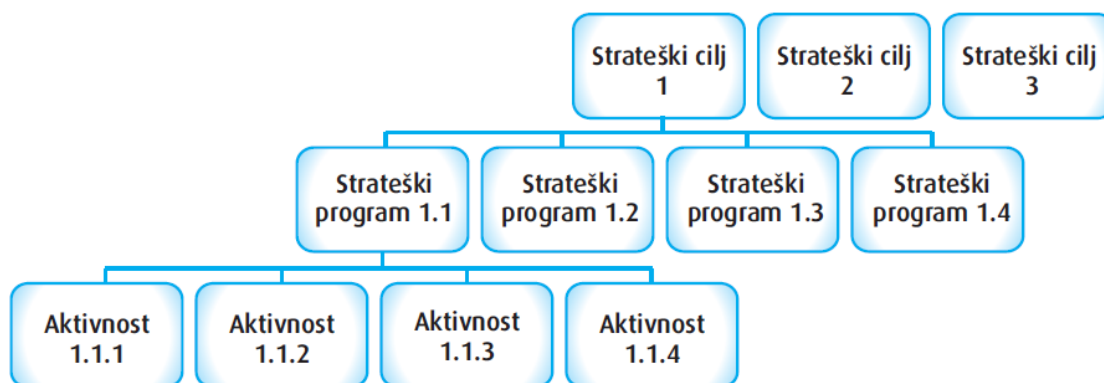 Strateški cilj
1
Strateški cilj
2
Strateški cilj
3
Strateški
program 1.1
Strateški
program 1.2
Strateški
program 1.3
Strateški
program 1.4
Aktivnost
1.1.1
Aktivnost
1.1.2
Aktivnost
1.1.3
Aktivnost
1.1.4